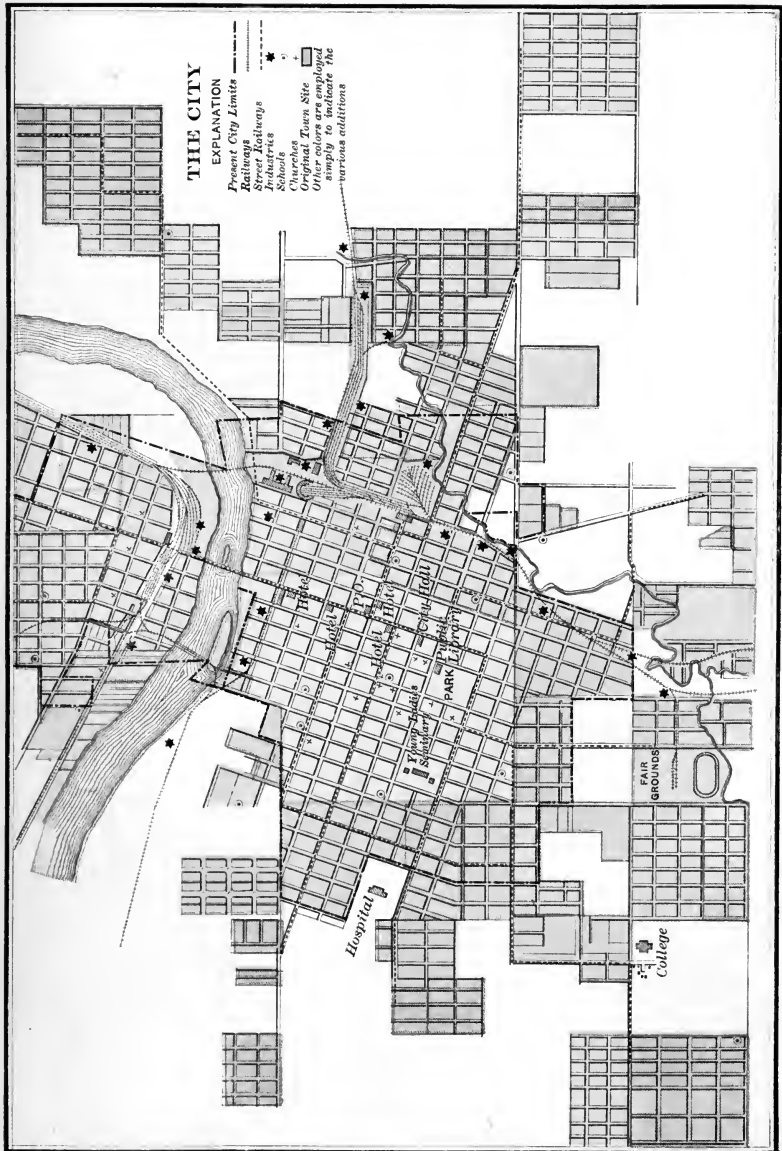 THE CITY
EXPLANATION
Present City Limits
Railways
Street Railways
Industries
Schools
Churches
Original Town Site
Other colors are employed
simply to indicate the
various additions
Hotel
Hotel
P.O.
Hotel
Hotel
City Hall
Public
Library
PARK
Young Ladies
Seminary
Hospital
FAIR
GROUNDS
College